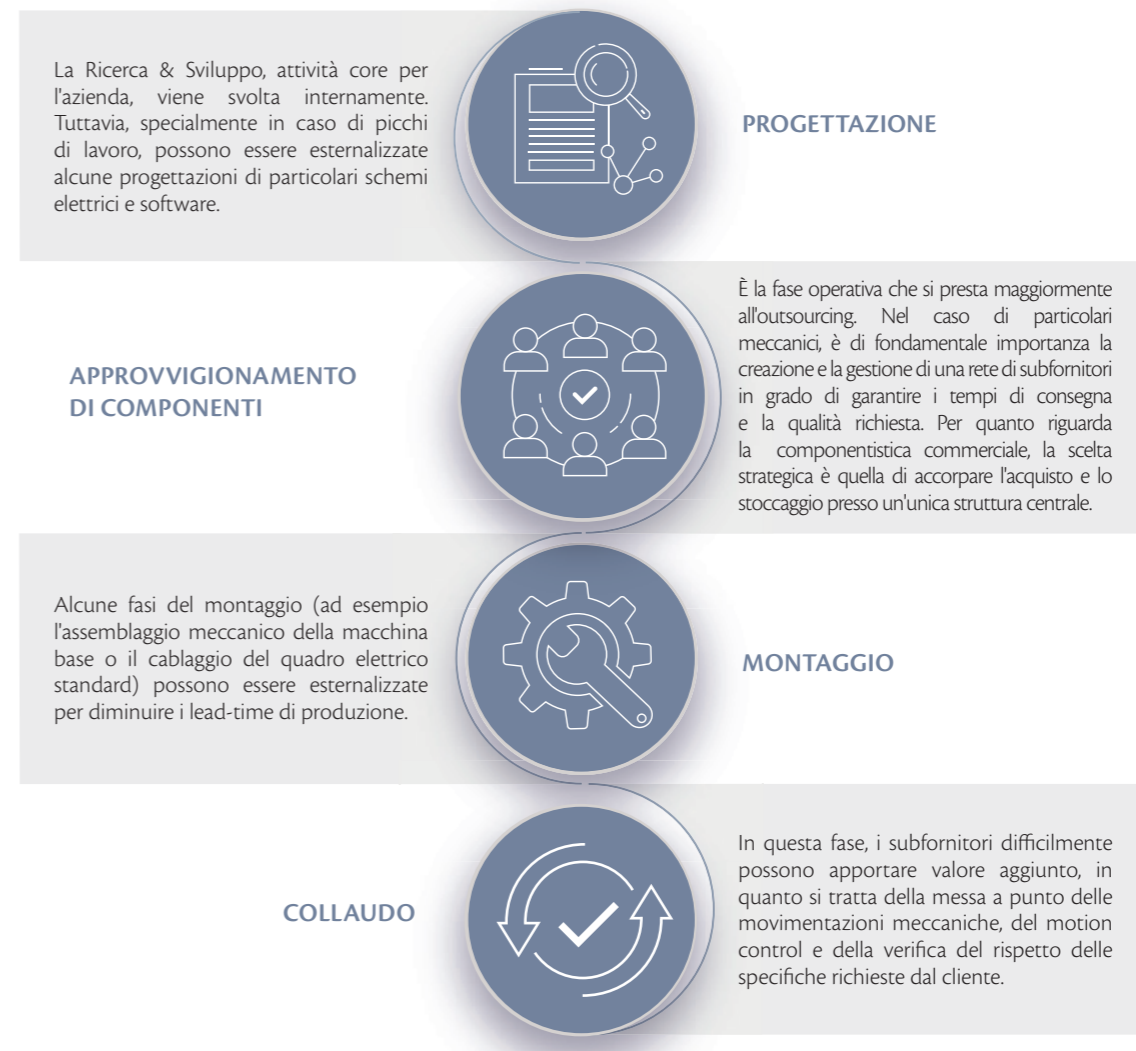 La Ricerca & Sviluppo, attività core per
l'azienda, viene svolta internamente.
Tuttavia, specialmente in caso di picchi
di lavoro, possono essere esternalizzate
alcune progettazioni di particolari schemi
elettrici e software.
PROGETTAZIONE
APPROVVIGIONAMENTO
DI COMPONENTI
È la fase operativa che si presta maggiormente
all'outsourcing. Nel caso di particolari
meccanici, è di fondamentale importanza la
creazione e la gestione di una rete di subfornitori
in grado di garantire i tempi di consegna
e la qualità richiesta. Per quanto riguarda
la componentistica commerciale, la scelta
strategica è quella di accorpare l'acquisto e lo
stoccaggio presso un'unica struttura centrale.
Alcune fasi del montaggio (ad esempio
l'assemblaggio meccanico della macchina
base o il cablaggio del quadro elettrico
standard) possono essere esternalizzate
per diminuire i lead-time di produzione.
MONTAGGIO
COLLAUDO
In questa fase, i subfornitori difficilmente
possono apportare valore aggiunto, in
quanto si tratta della messa a punto delle
movimentazioni meccaniche, del motion
control e della verifica del rispetto delle
specifiche richieste dal cliente.